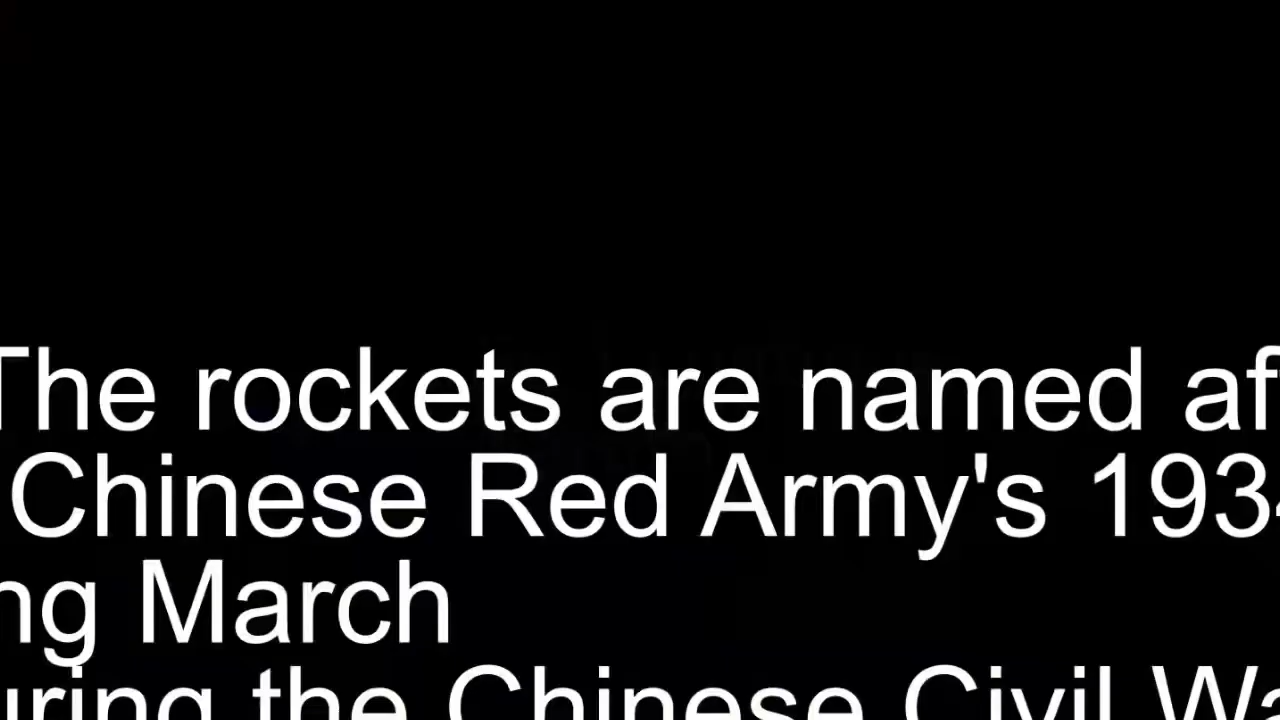 The rockets are named af
Chinese Red Army's 193
ng March
uring the Chinese Civil Wa